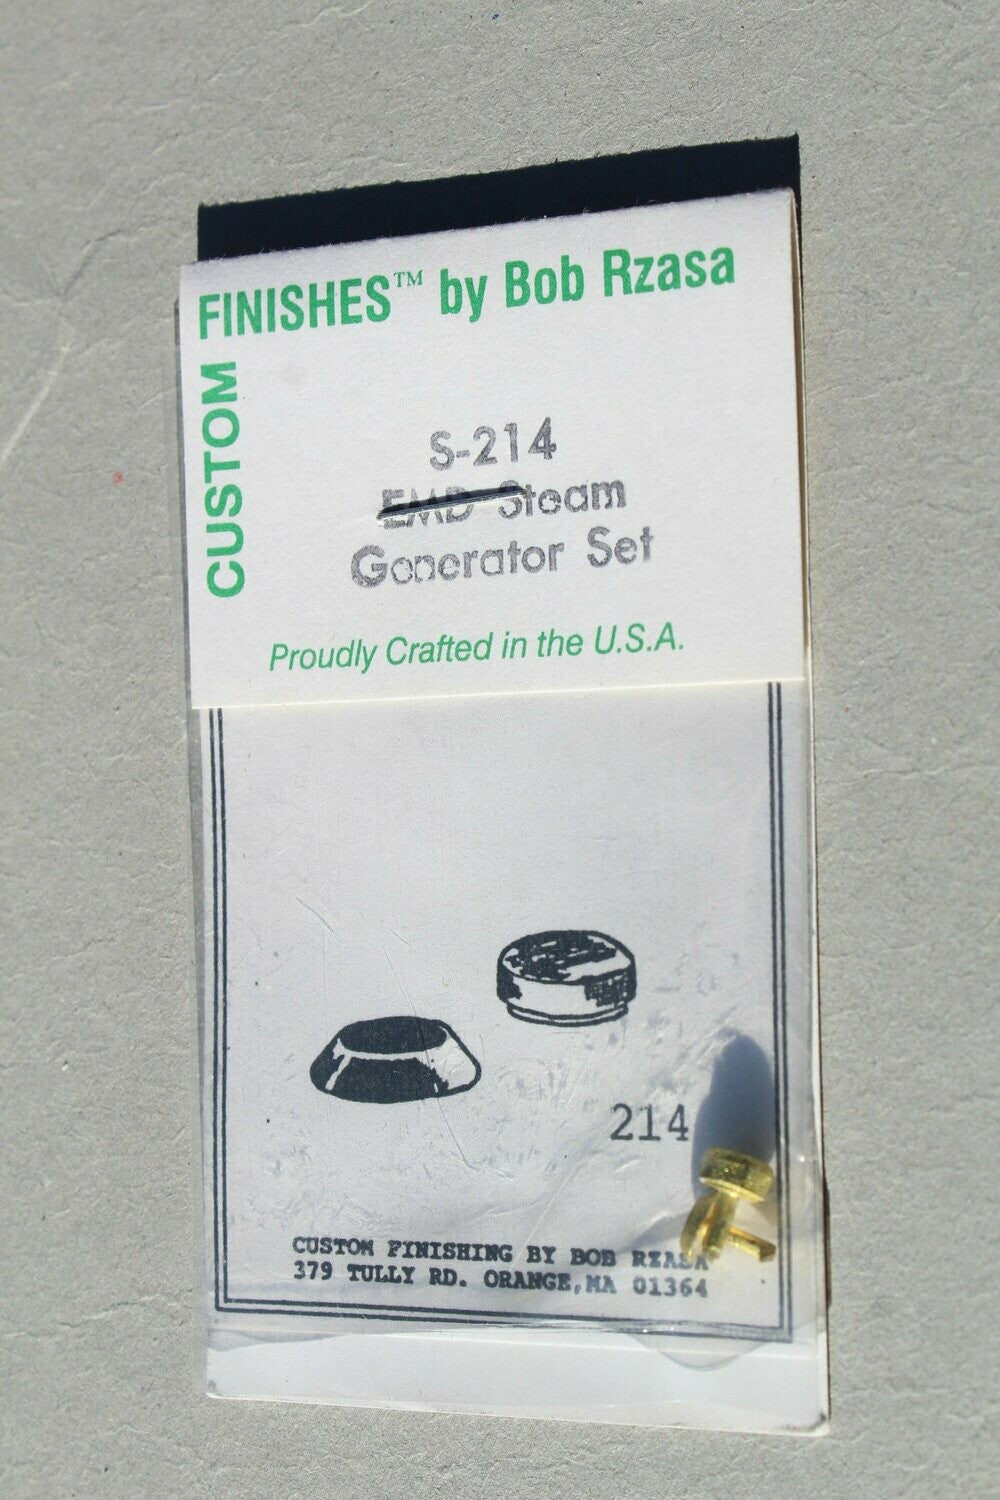 CUSTOM
FINISHES™ by Bob Rzasa
S-214
EMD Steam
Generator Set
Proudly Crafted in the U.S.A.
214
CUSTOM FINISHING BY BOB RZASA
379 TULLY RD. ORANGE,MA 01364